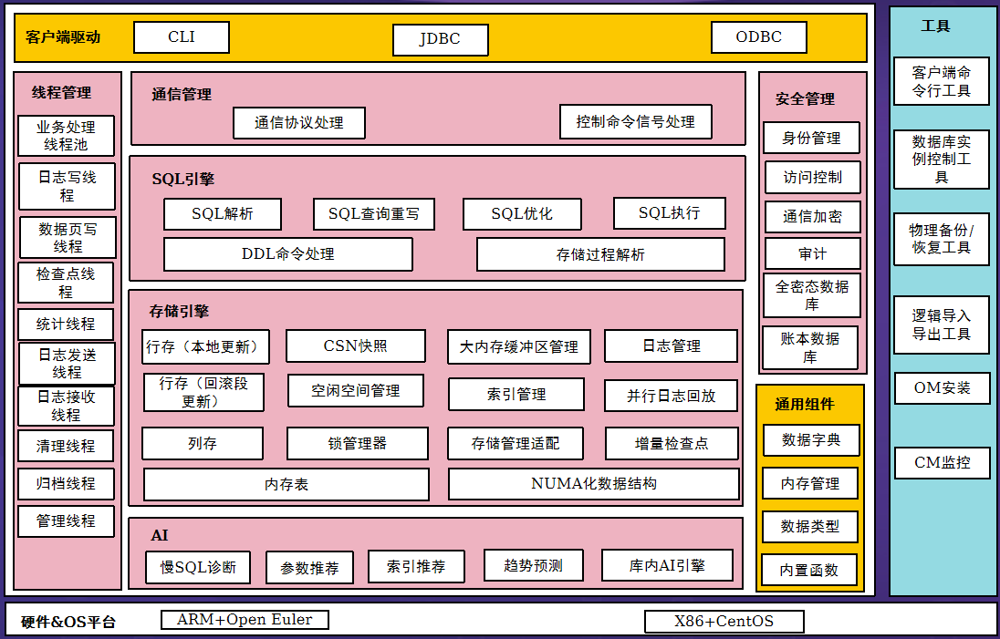 客户端驱动
CLI
JDBC
ODBC
线程管理
业务处理
线程池
日志写线
程
数据页写
线程
检查点线
程
统计线程
日志发送
线程
日志接收
线程
清理线程
归档线程
管理线程
通信管理
通信协议处理
控制命令信号处理
SQL引擎
SQL解析
SQL查询重写
SQL优化
SQL执行
DDL命令处理
存储过程解析
存储引擎
行存（本地更新）
CSN快照
大内存缓冲区管理
日志管理
行存（回滚段
更新）
空闲空间管理
索引管理
并行日志回放
列存
锁管理器
存储管理适配
增量检查点
内存表
NUMA化数据结构
AI
慢SQL诊断
参数推荐
索引推荐
趋势预测
库内AI引擎
安全管理
身份管理
访问控制
通信加密
审计
全密态数据
库
账本数据
库
通用组件
数据字典
内存管理
数据类型
内置函数
工具
客户端命
令行工具
数据库实
例控制工
具
物理备份/
恢复工具
逻辑导入
导出工具
OM安装
CM监控
硬件&OS平台
ARM+Open Euler
X86+CentOS